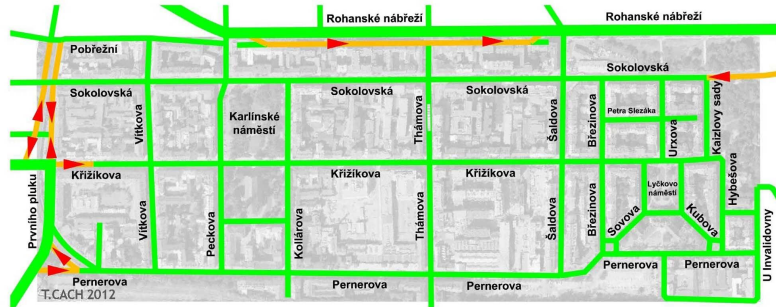 Rohanské nábřeží
Rohanské nábřeží
Pobřežní
Sokolovská
Sokolovská
Sokolovská
Sokolovská
Vítkova
Karlínské
náměstí
Thámova
Šaldova
Březinova
Petra Slezáka
Urxova
Kaizlovy sady
Křižíkova
Křižíkova
Křižíkova
Prvního pluku
Vítkova
Peckova
Kollárova
Thámova
Šaldova
Březinova
Sovova
Lyčkovo
náměstí
Kubova
Hybešova
U Invalidovny
Pernerova
Pernerova
Pernerova
Pernerova
Pernerova
T.CACH 2012